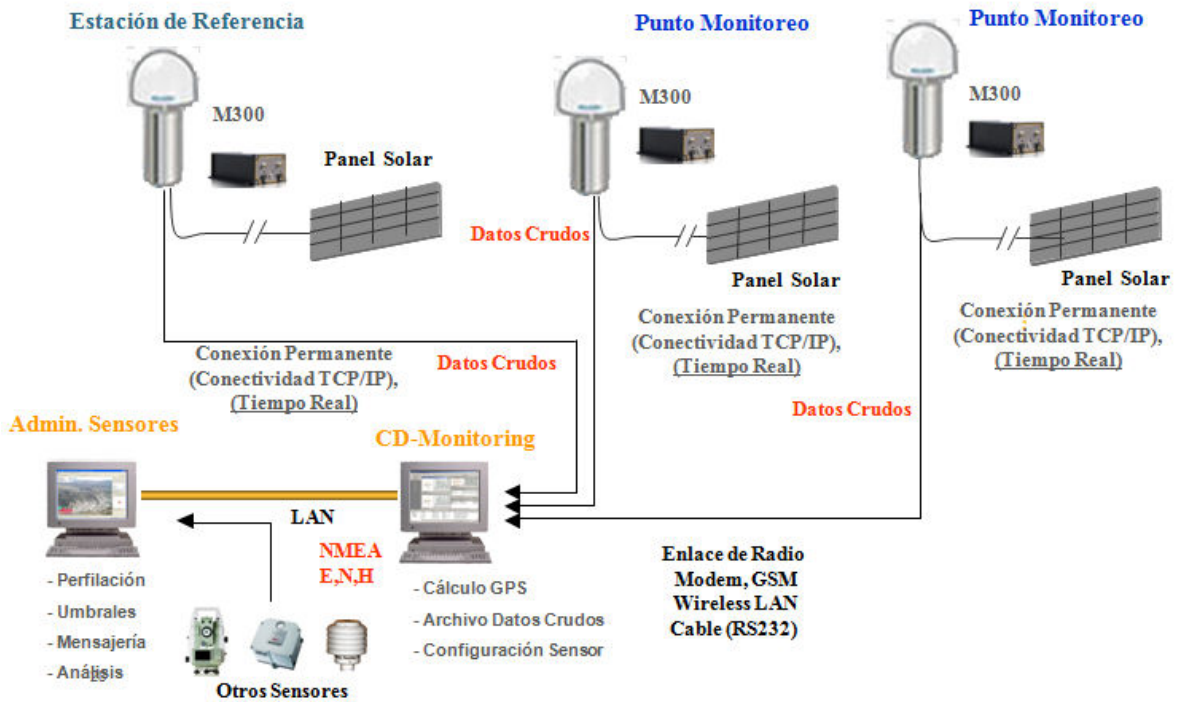 Estación de Referencia
Punto Monitoreo
Punto Monitoreo
M300
M300
M300
Panel Solar
Datos Crudos
Panel Solar
Panel Solar
Conexión Permanente
(Conectividad TCP/IP),
(Tiempo Real)
Conexión Permanente
(Conectividad TCP/IP),
(Tiempo Real)
Conexión Permanente
(Conectividad TCP/IP),
(Tiempo Real)
Datos Crudos
Datos Crudos
Admin. Sensores
CD-Monitoring
LAN
NMEA
E,N,H
- Perfilación
- Umbrales
- Mensajería
- Análisis
- Cálculo GPS
- Archivo Datos Crudos
- Configuración Sensor
Enlace de Radio
Modem, GSM
Wireless LAN
Cable (RS232)
Otros Sensores